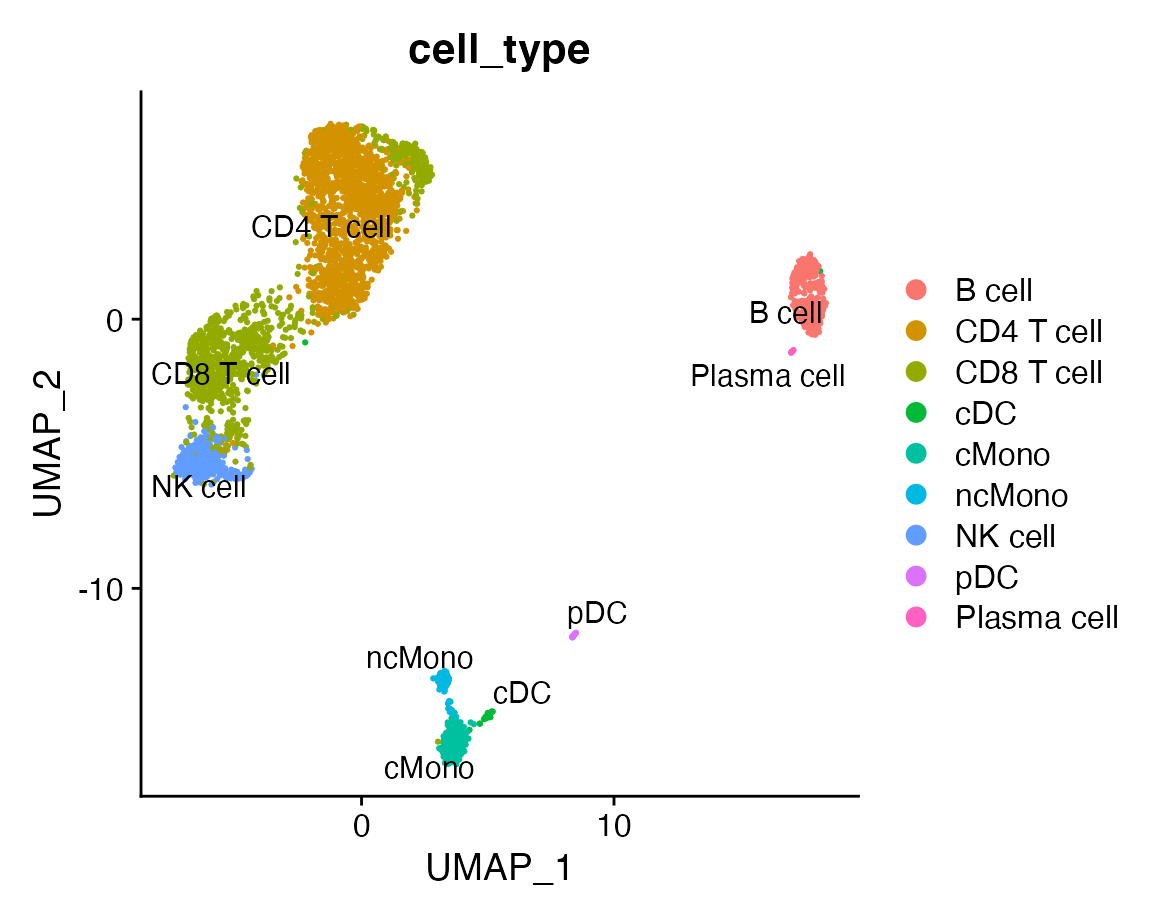 cell_type
CD4 T cell
B cell
Plasma cell
CD8 T cell
NK cell
pDC
ncMono
cDC
cMono
0
-10
UMAP_2
0
10
UMAP_1
B cell
CD4 T cell
CD8 T cell
cDC
cMono
ncMono
NK cell
pDC
Plasma cell